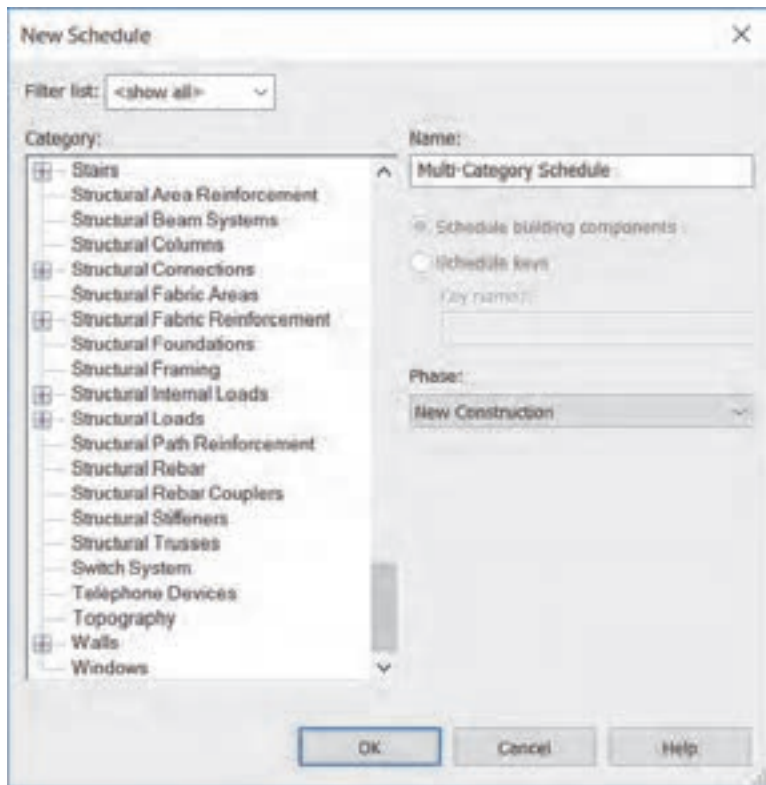 New Schedule
Filter list: <show all>
Category:
Stairs
Structural Area Reinforcement
Structural Beam Systems
Structural Columns
Structural Connections
Structural Fabric Areas
Structural Fabric Reinforcement
Structural Foundations
Structural Framing
Structural Internal Loads
Structural Loads
Structural Path Reinforcement
Structural Rebar
Structural Rebar Couplers
Structural Stiffeners
Structural Trusses
Switch System
Telephone Devices
Topography
Walls
Windows
Name:
Multi-Category Schedule
Schedule building components
Schedule keys
Key name:
Phase:
New Construction
OK
Cancel
Help